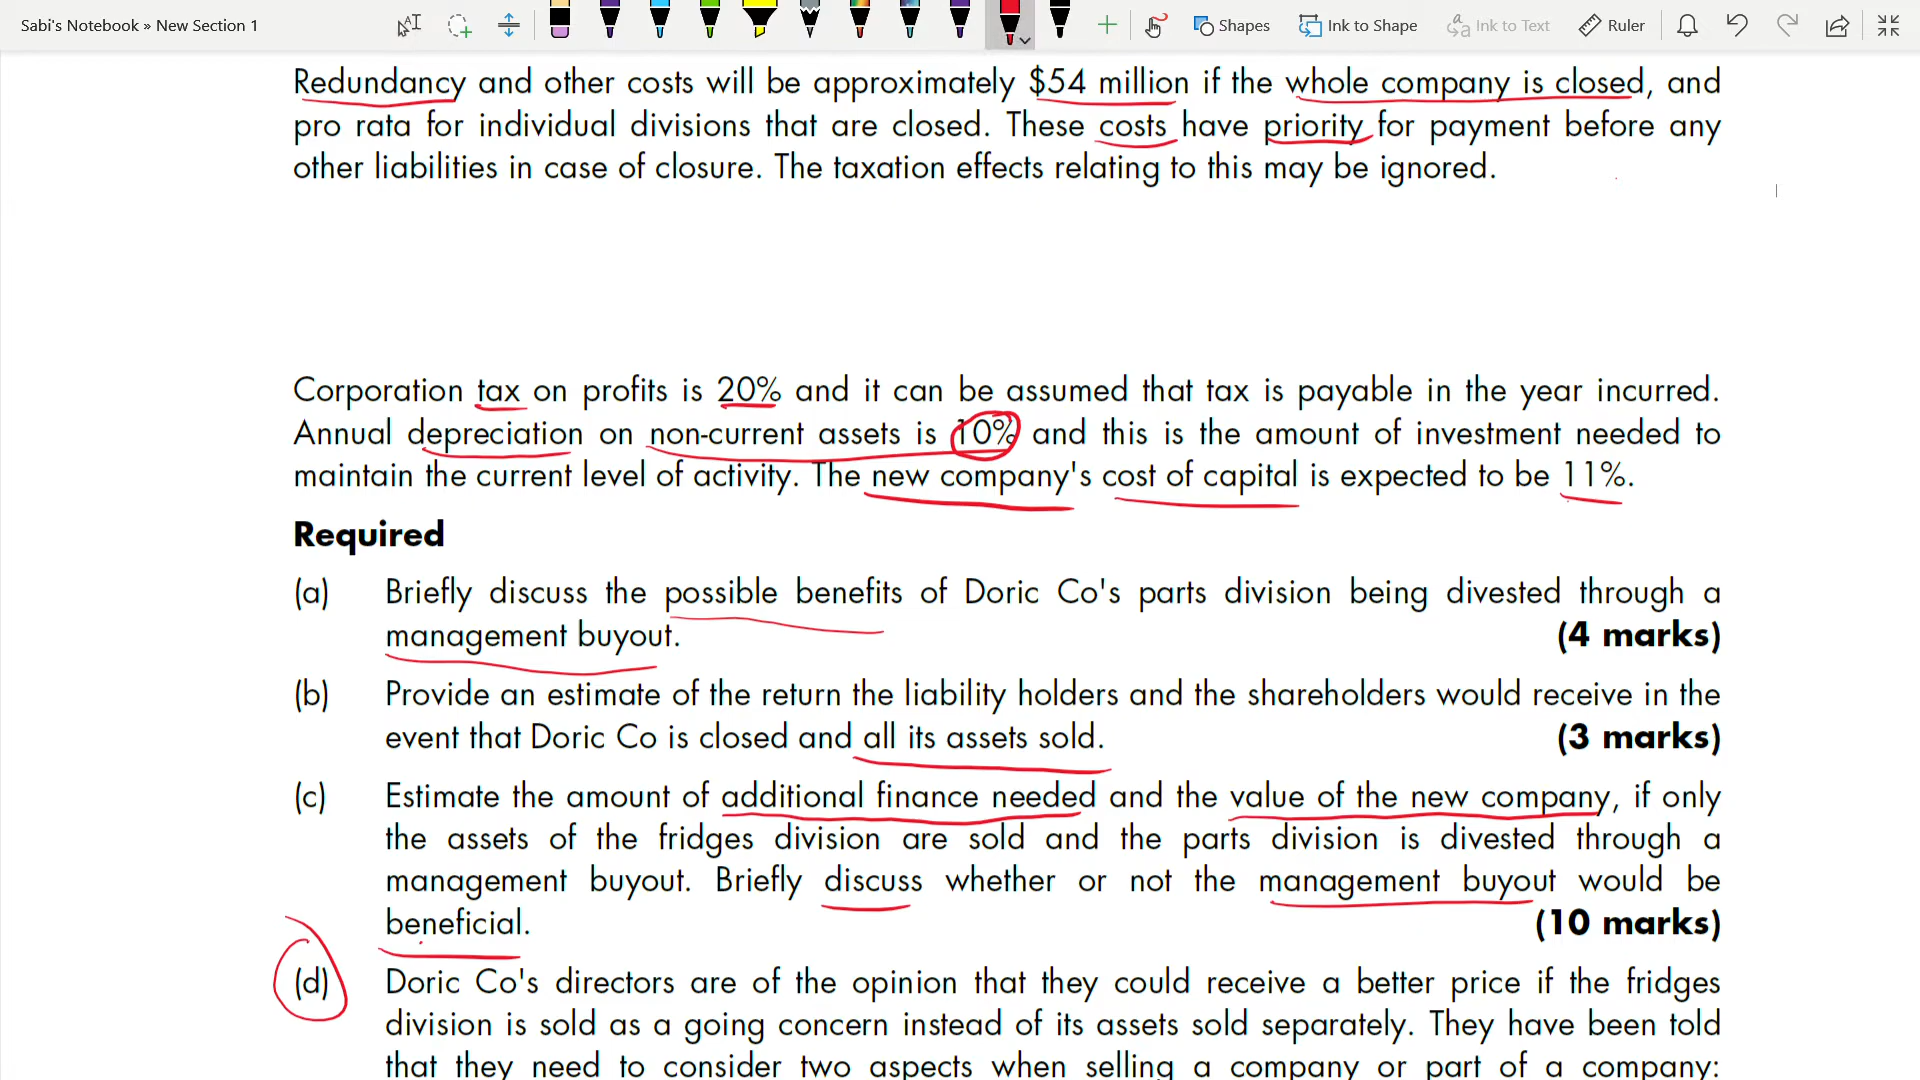 Sabi's Notebook » New Section 1
Shapes
Ink to Shape
Ink to Text
Ruler
Redundancy and other costs will be approximately $54 million if the whole company is closed, and
pro rata for individual divisions that are closed. These costs have priority for payment before any
other liabilities in case of closure. The taxation effects relating to this may be ignored.
Corporation tax on profits is 20% and it can be assumed that tax is payable in the year incurred.
Annual depreciation on non-current assets is 10% and this is the amount of investment needed to
maintain the current level of activity. The new company's cost of capital is expected to be 11%.
Required
(a) Briefly discuss the possible benefits of Doric Co's parts division being divested through a
management buyout. (4 marks)
(b) Provide an estimate of the return the liability holders and the shareholders would receive in the
event that Doric Co is closed and all its assets sold. (3 marks)
(c) Estimate the amount of additional finance needed and the value of the new company, if only
the assets of the fridges division are sold and the parts division is divested through a
management buyout. Briefly discuss whether or not the management buyout would be
beneficial. (10 marks)
(d) Doric Co's directors are of the opinion that they could receive a better price if the fridges
division is sold as a going concern instead of its assets sold separately. They have been told
that they need to consider two aspects when selling a company or part of a company: